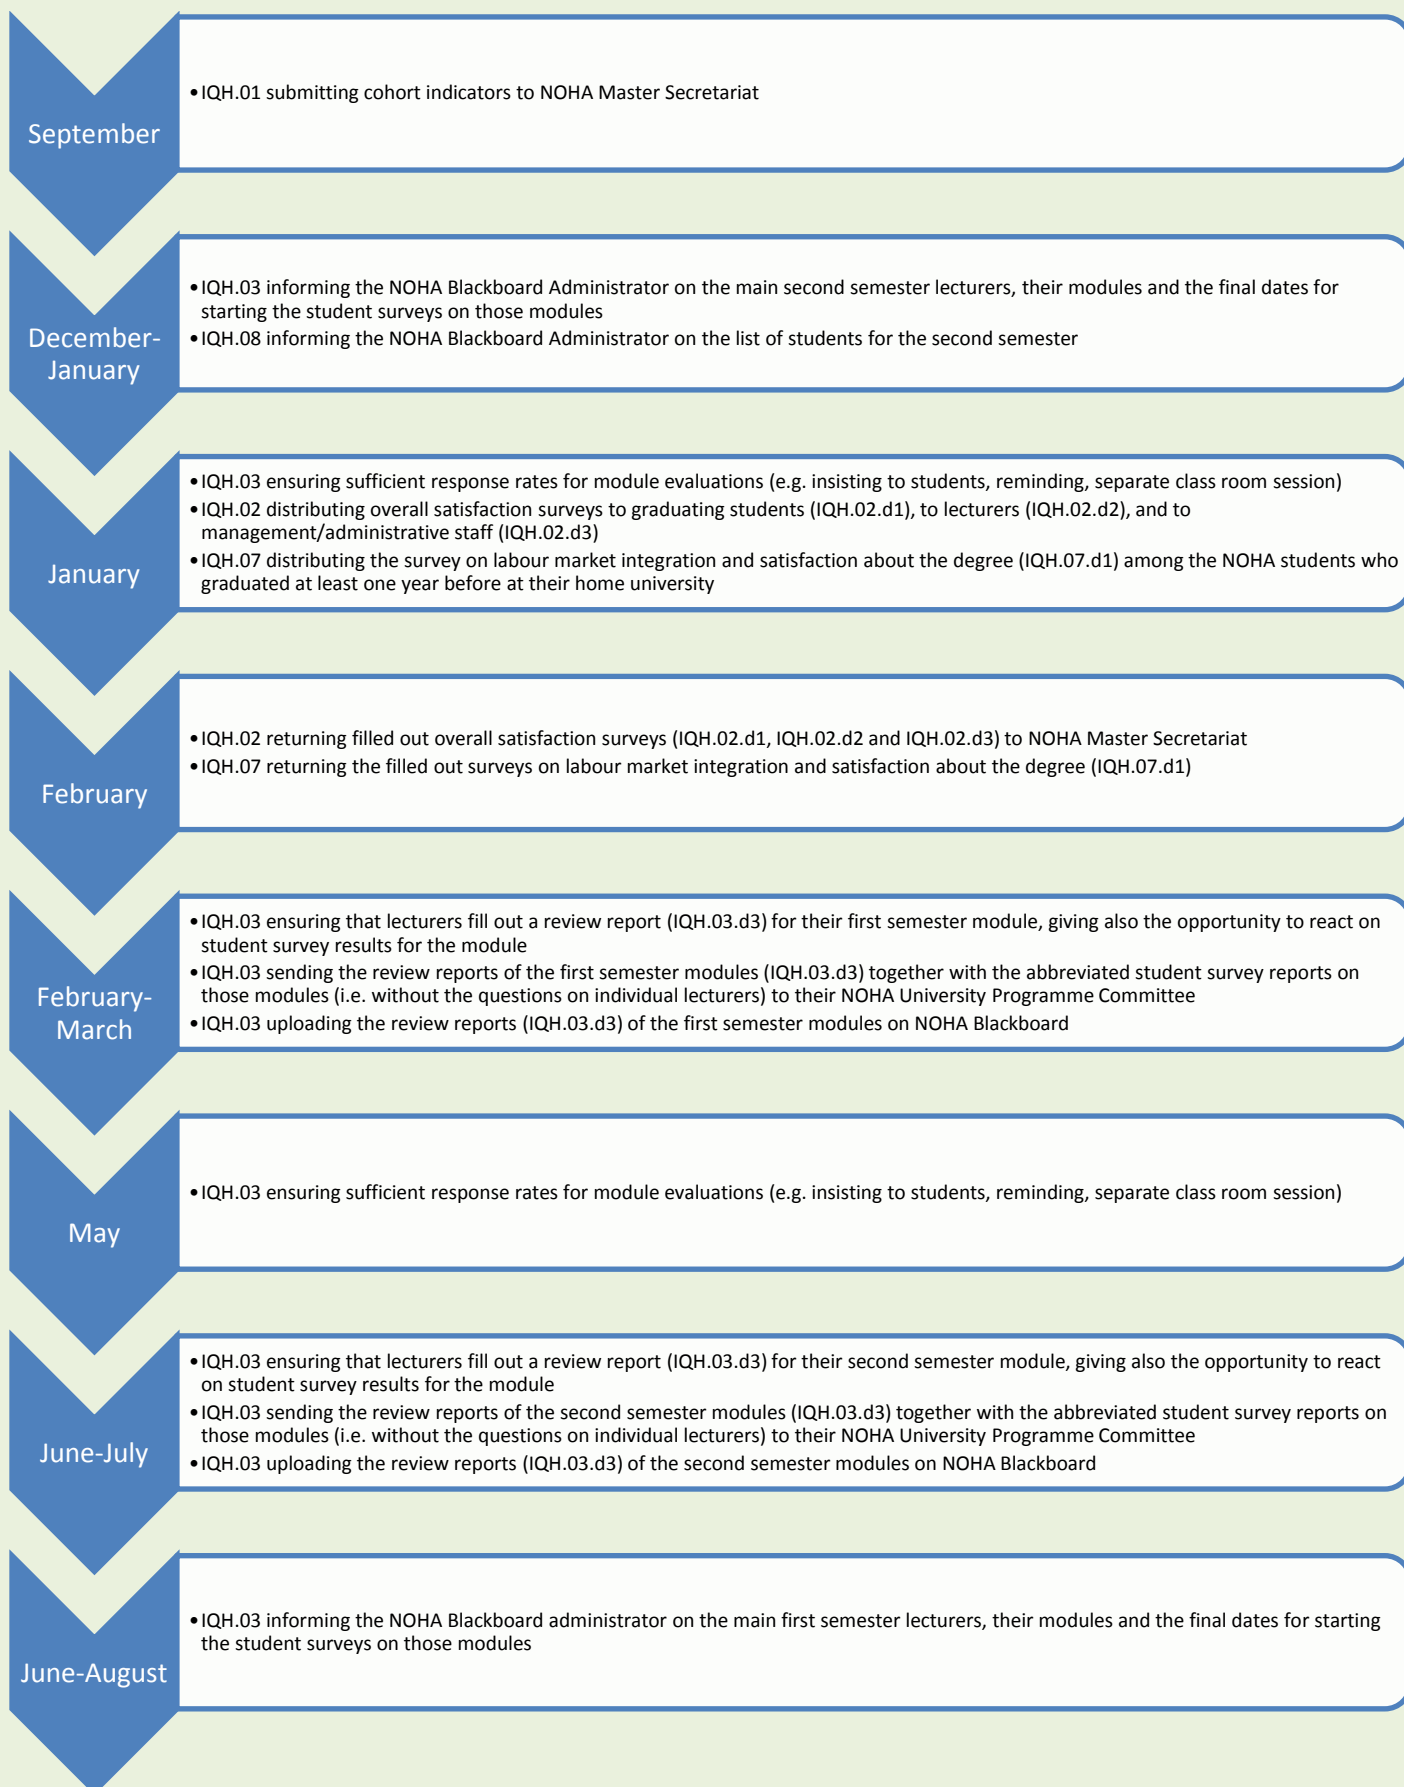 September
•IQH.01 submitting cohort indicators to NOHA Master Secretariat
December-
January
•IQH.03 informing the NOHA Blackboard Administrator on the main second semester lecturers, their modules and the final dates for
starting the student surveys on those modules
•IQH.08 informing the NOHA Blackboard Administrator on the list of students for the second semester
January
•IQH.03 ensuring sufficient response rates for module evaluations (e.g. insisting to students, reminding, separate class room session)
•IQH.02 distributing overall satisfaction surveys to graduating students (IQH.02.d1), to lecturers (IQH.02.d2), and to
management/administrative staff (IQH.02.d3)
•IQH.07 distributing the survey on labour market integration and satisfaction about the degree (IQH.07.d1) among the NOHA students who
graduated at least one year before at their home university
February
•IQH.02 returning filled out overall satisfaction surveys (IQH.02.d1, IQH.02.d2 and IQH.02.d3) to NOHA Master Secretariat
•IQH.07 returning the filled out surveys on labour market integration and satisfaction about the degree (IQH.07.d1)
February-
March
•IQH.03 ensuring that lecturers fill out a review report (IQH.03.d3) for their first semester module, giving also the opportunity to react on
student survey results for the module
•IQH.03 sending the review reports of the first semester modules (IQH.03.d3) together with the abbreviated student survey reports on
those modules (i.e. without the questions on individual lecturers) to their NOHA University Programme Committee
•IQH.03 uploading the review reports (IQH.03.d3) of the first semester modules on NOHA Blackboard
May
•IQH.03 ensuring sufficient response rates for module evaluations (e.g. insisting to students, reminding, separate class room session)
June-July
•IQH.03 ensuring that lecturers fill out a review report (IQH.03.d3) for their second semester module, giving also the opportunity to react
on student survey results for the module
•IQH.03 sending the review reports of the second semester modules (IQH.03.d3) together with the abbreviated student survey reports on
those modules (i.e. without the questions on individual lecturers) to their NOHA University Programme Committee
•IQH.03 uploading the review reports (IQH.03.d3) of the second semester modules on NOHA Blackboard
June-August
•IQH.03 informing the NOHA Blackboard administrator on the main first semester lecturers, their modules and the final dates for starting
the student surveys on those modules